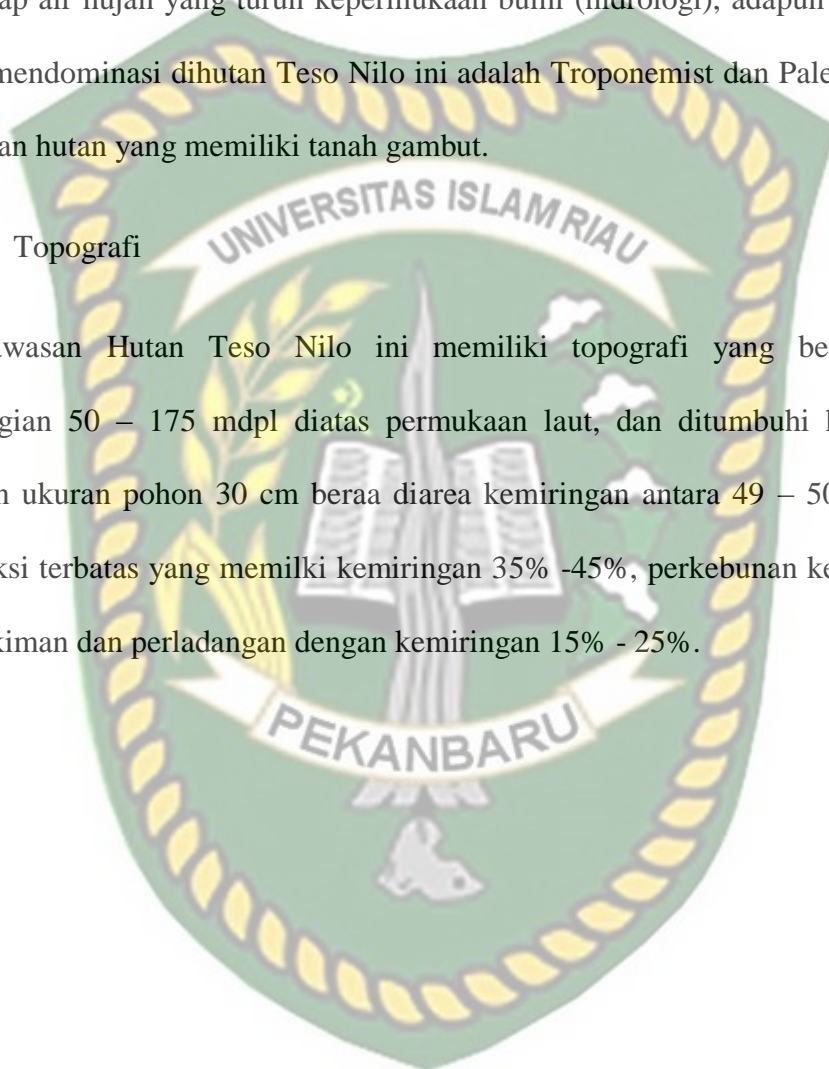 ap air hujan yang turun kepermukaan bumi (hidrologi), adapun
mendominasi dihutan Teso Nilo ini adalah Troponemist dan Pale
an hutan yang memiliki tanah gambut.
UNIVERSITAS ISLAM RIAU
Topografi
awasan Hutan Teso Nilo ini memiliki topografi yang be
gian 50 – 175 mdpl diatas permukaan laut, dan ditumbuhi
n ukuran pohon 30 cm beraa diarea kemiringan antara 49 – 50
ksi terbatas yang memilki kemiringan 35% -45%, perkebunan ke
kiman dan perladangan dengan kemiringan 15% - 25%.
PEKANBARU